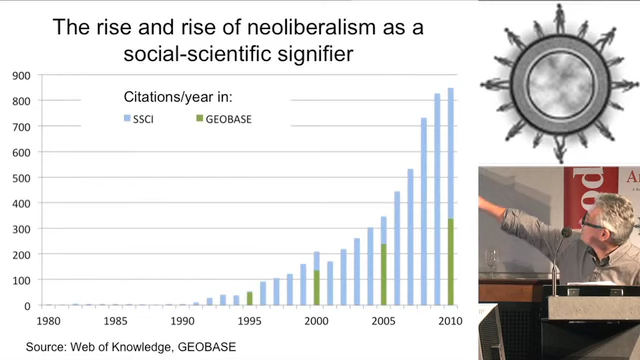 The rise and rise of neoliberalism as a
social-scientific signifier
Citations/year in:
SSCI
GEOBASE
900
800
700
600
500
400
300
200
100
0
1980
1985
1990
1995
2000
2005
2010
Source: Web of Knowledge, GEOBASE